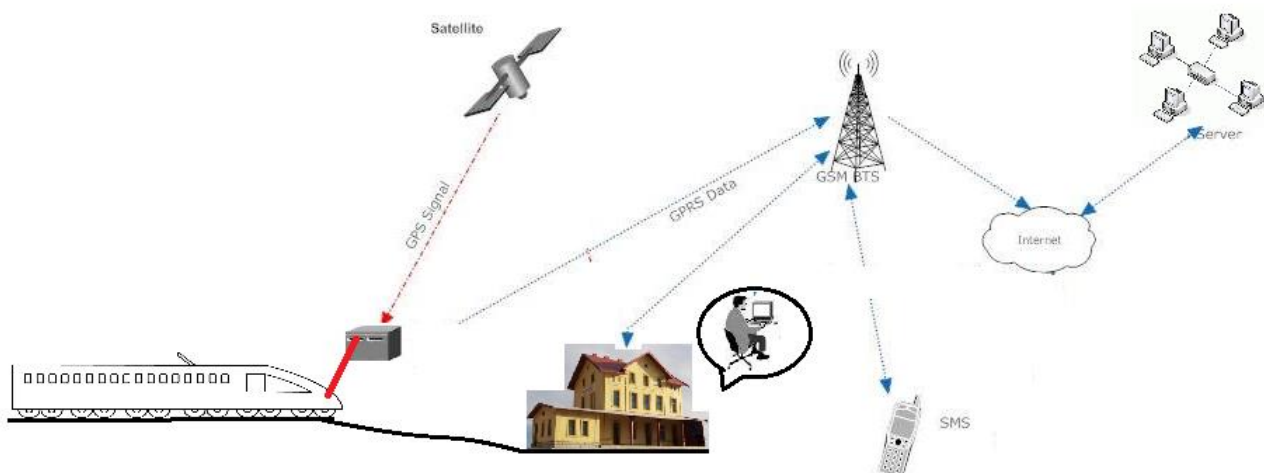 Satellite
GPS Signal
GPRS Data
GSM BTS
Server
Internet
SMS